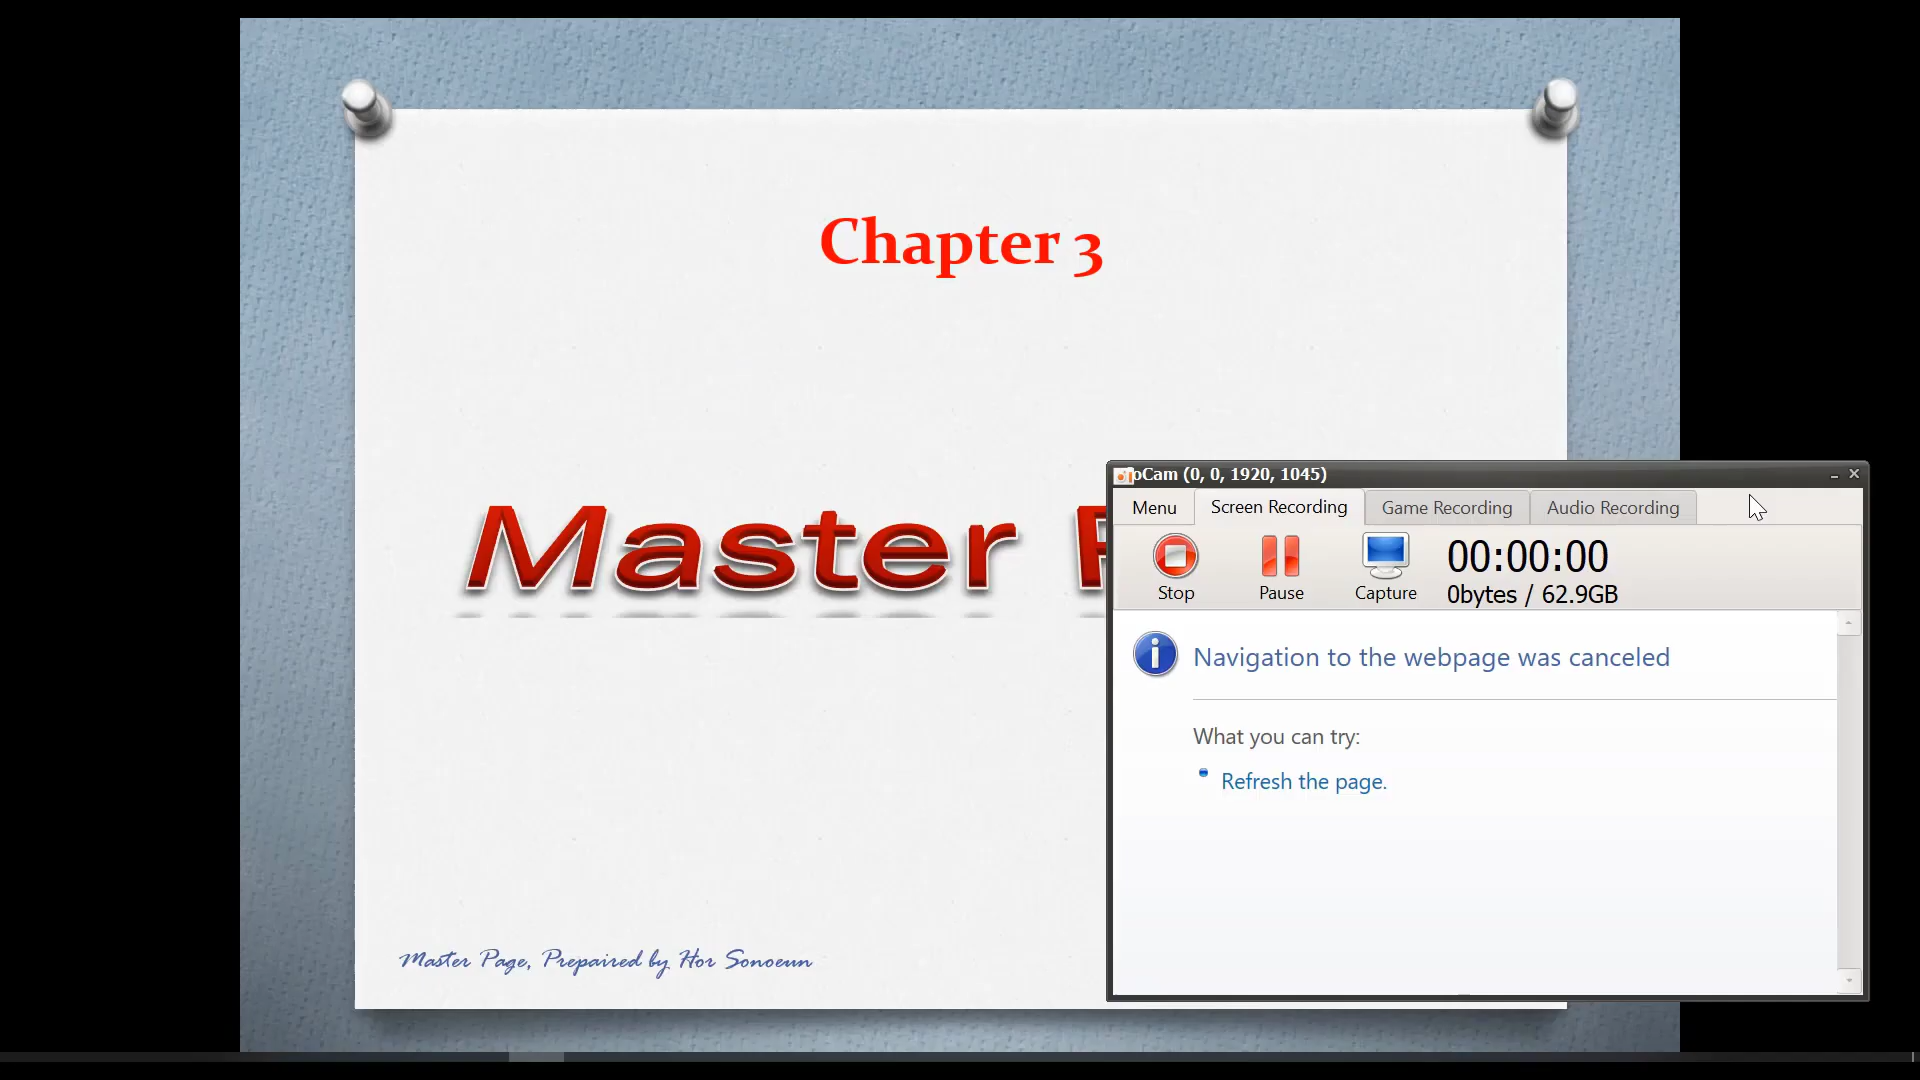 Chapter 3
Master
Master Page, Prepaired by Hor Sonoeun
oCam (0, 0, 1920, 1045)
Menu
Screen Recording
Game Recording
Audio Recording
Stop
Pause
Capture
00:00:00
0bytes / 62.9GB
Navigation to the webpage was canceled
What you can try:
Refresh the page.